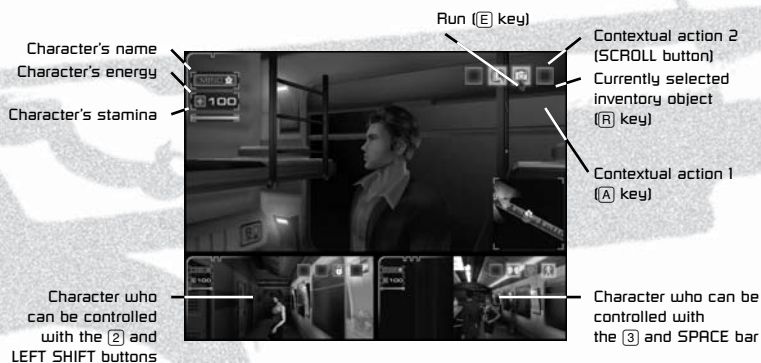 Run (E key)
Character's name
Character's energy
Character's stamina
Contextual action 2
(SCROLL button)
Currently selected
inventory object
(R key)
Contextual action 1
(A key)
100
Character who
can be controlled
with the 2 and
LEFT SHIFT buttons
Character who can be
controlled with
the 3 and SPACE bar